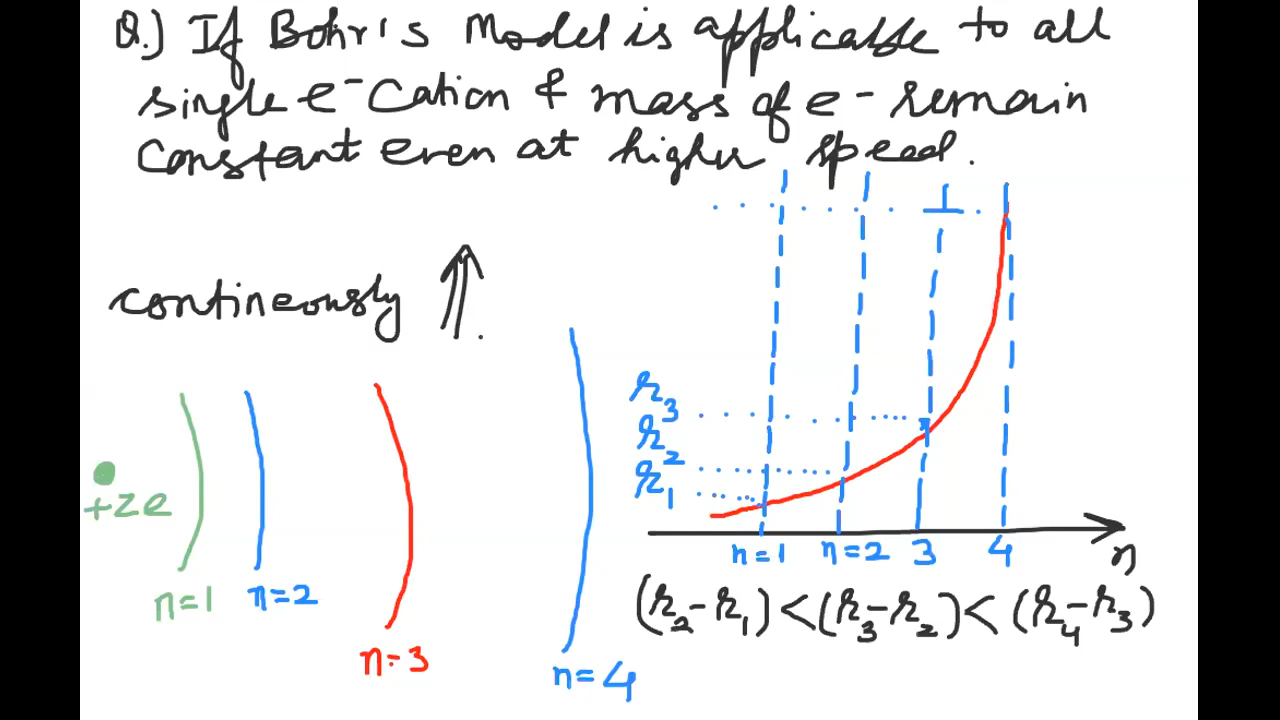 Q.) If Bohr's Model is applicable to all
single e⁻ Cation & mass of e⁻ remain
constant even at higher speed.
contineously ⇑.
r₃
r₂
r₁
+ze
n=1
n=2
n=3
n=4
n=1 n=2 3 4
n
(r₂-r₁)<(r₃-r₂)<(r₄-r₃)